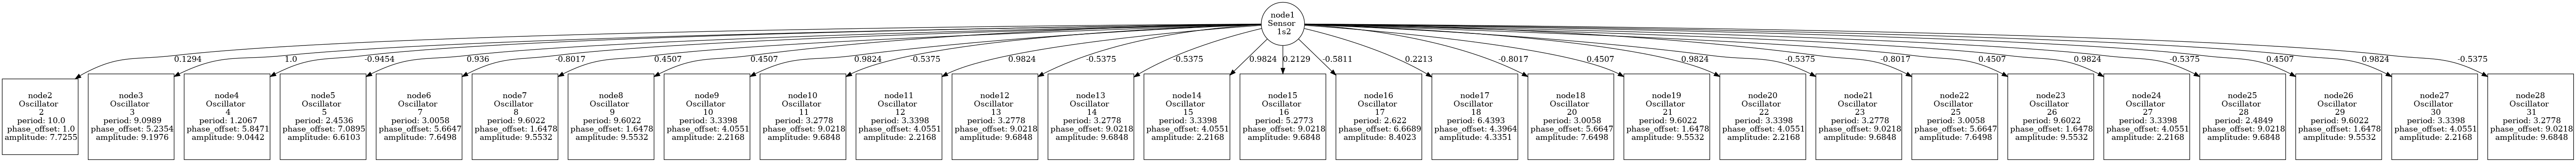 node1
Sensor
1s2
0.1294
1.0
-0.9454
0.936
-0.8017
0.4507
0.4507
0.9824
-0.5375
0.9824
-0.5375
-0.5375
0.9824
0.2129
-0.5811
0.2213
-0.8017
0.4507
0.9824
-0.5375
-0.8017
0.4507
0.9824
-0.5375
0.4507
0.9824
-0.5375
node2
Oscillator
2
period: 10.0
phase_offset: 1.0
amplitude: 7.7255
node3
Oscillator
3
period: 9.0989
phase_offset: 5.2354
amplitude: 9.1976
node4
Oscillator
4
period: 1.2067
phase_offset: 5.8471
amplitude: 9.0442
node5
Oscillator
5
period: 2.4536
phase_offset: 7.0895
amplitude: 6.6103
node6
Oscillator
7
period: 3.0058
phase_offset: 5.6647
amplitude: 7.6498
node7
Oscillator
8
period: 9.6022
phase_offset: 1.6478
amplitude: 9.5532
node8
Oscillator
9
period: 9.6022
phase_offset: 1.6478
amplitude: 9.5532
node9
Oscillator
10
period: 3.3398
phase_offset: 4.0551
amplitude: 2.2168
node10
Oscillator
11
period: 3.2778
phase_offset: 9.0218
amplitude: 9.6848
node11
Oscillator
12
period: 3.3398
phase_offset: 4.0551
amplitude: 2.2168
node12
Oscillator
13
period: 3.2778
phase_offset: 9.0218
amplitude: 9.6848
node13
Oscillator
14
period: 3.2778
phase_offset: 9.0218
amplitude: 9.6848
node14
Oscillator
15
period: 3.3398
phase_offset: 4.0551
amplitude: 2.2168
node15
Oscillator
16
period: 5.2773
phase_offset: 9.0218
amplitude: 9.6848
node16
Oscillator
17
period: 2.622
phase_offset: 6.6689
amplitude: 8.4023
node17
Oscillator
18
period: 6.4393
phase_offset: 4.3964
amplitude: 4.3351
node18
Oscillator
20
period: 3.0058
phase_offset: 5.6647
amplitude: 7.6498
node19
Oscillator
21
period: 9.6022
phase_offset: 1.6478
amplitude: 9.5532
node20
Oscillator
22
period: 3.3398
phase_offset: 4.0551
amplitude: 2.2168
node21
Oscillator
23
period: 3.2778
phase_offset: 9.0218
amplitude: 9.6848
node22
Oscillator
25
period: 3.0058
phase_offset: 5.6647
amplitude: 7.6498
node23
Oscillator
26
period: 9.6022
phase_offset: 1.6478
amplitude: 9.5532
node24
Oscillator
27
period: 3.3398
phase_offset: 4.0551
amplitude: 2.2168
node25
Oscillator
28
period: 2.4849
phase_offset: 9.0218
amplitude: 9.6848
node26
Oscillator
29
period: 9.6022
phase_offset: 1.6478
amplitude: 9.5532
node27
Oscillator
30
period: 3.3398
phase_offset: 4.0551
amplitude: 2.2168
node28
Oscillator
31
period: 3.2778
phase_offset: 9.0218
amplitude: 9.6848